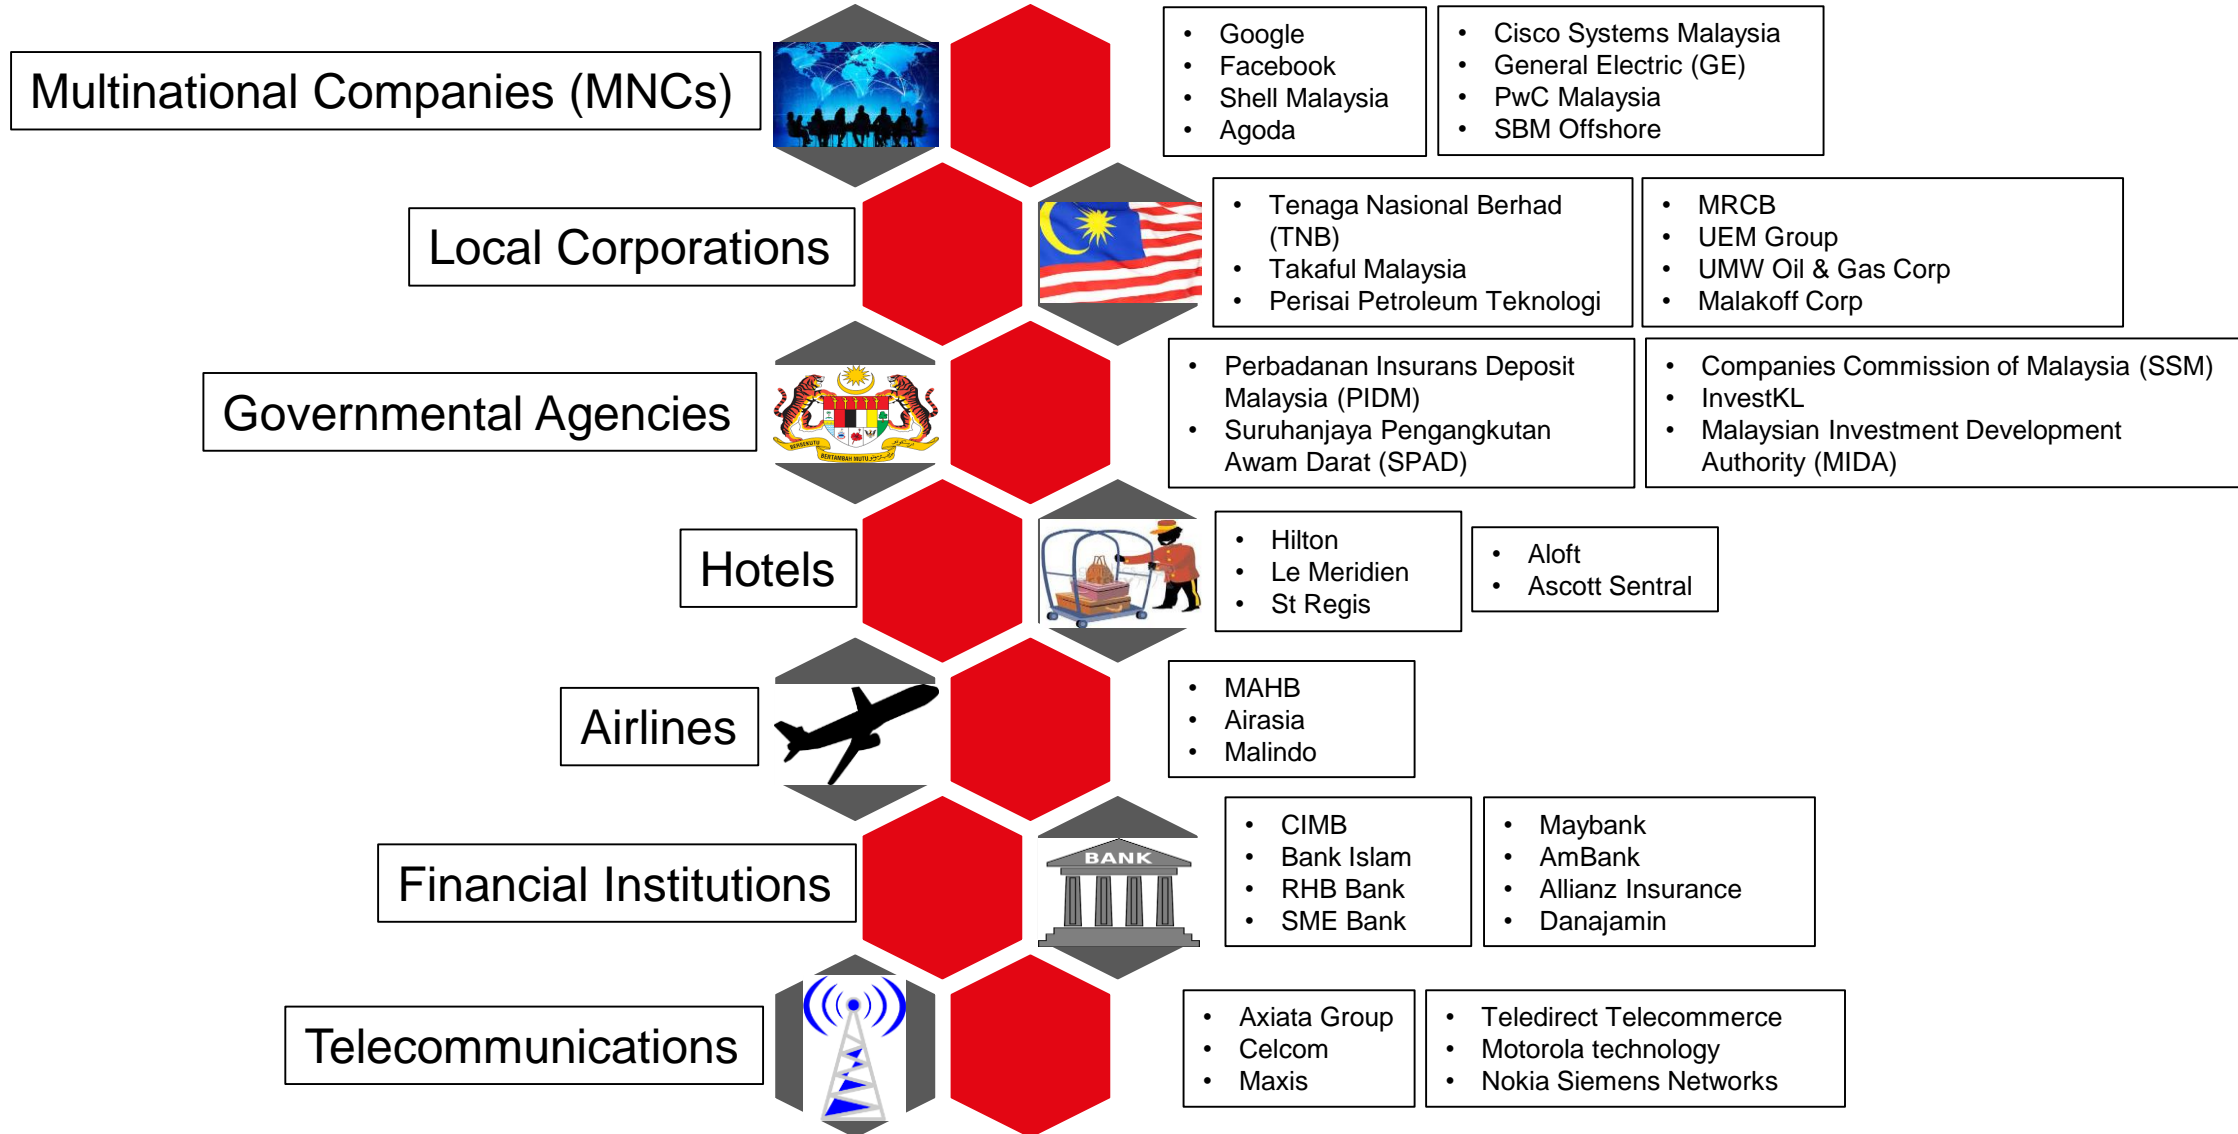 Multinational Companies (MNCs)
• Google
• Facebook
• Shell Malaysia
• Agoda
• Cisco Systems Malaysia
• General Electric (GE)
• PwC Malaysia
• SBM Offshore
Local Corporations
• Tenaga Nasional Berhad
(TNB)
• Takaful Malaysia
• Perisai Petroleum Teknologi
• MRCB
• UEM Group
• UMW Oil & Gas Corp
• Malakoff Corp
Governmental Agencies
BERSEKUTU
BERTAMBAH MUTU
• Perbadanan Insurans Deposit
Malaysia (PIDM)
• Suruhanjaya Pengangkutan
Awam Darat (SPAD)
• Companies Commission of Malaysia (SSM)
• InvestKL
• Malaysian Investment Development
Authority (MIDA)
Hotels
• Hilton
• Le Meridien
• St Regis
• Aloft
• Ascott Sentral
Airlines
• MAHB
• Airasia
• Malindo
Financial Institutions
BANK
• CIMB
• Bank Islam
• RHB Bank
• SME Bank
• Maybank
• AmBank
• Allianz Insurance
• Danajamin
Telecommunications
• Axiata Group
• Celcom
• Maxis
• Teledirect Telecommerce
• Motorola technology
• Nokia Siemens Networks